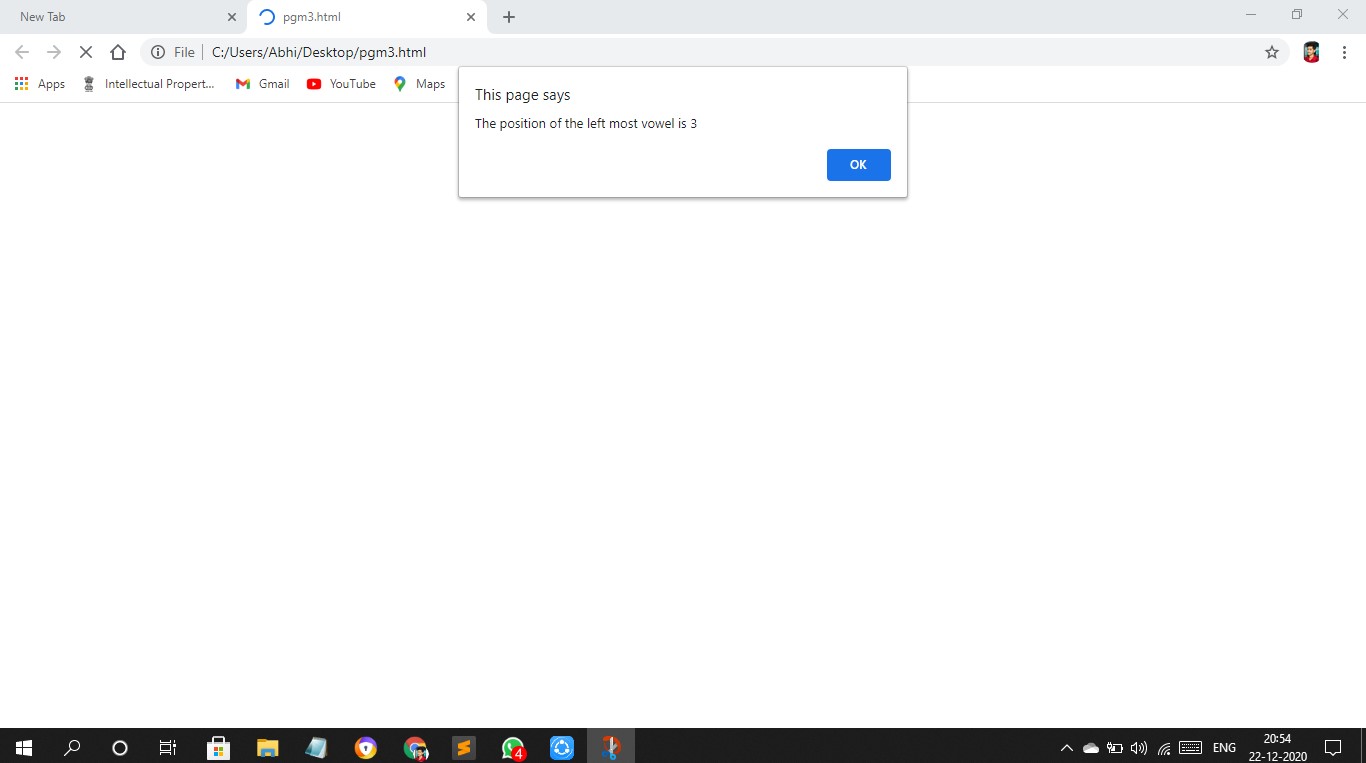 New Tab
pgm3.html
File
C:/Users/Abhi/Desktop/pgm3.html
Apps
Intellectual Propert...
Gmail
YouTube
Maps
This page says
The position of the left most vowel is 3
OK
4
ENG
20:54
22-12-2020